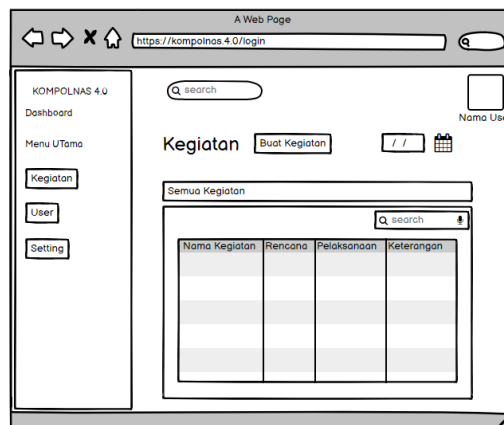 A Web Page
https://kompolnas.4.0/login
KOMPOLNAS 4.0
search
Dashboard
Nama Use
Menu UTama
Kegiatan
Buat Kegiatan
/ /
Kegiatan
Semua Kegiatan
User
search
Setting
Nama Kegiatan Rencana Pelaksanaan Keterangan